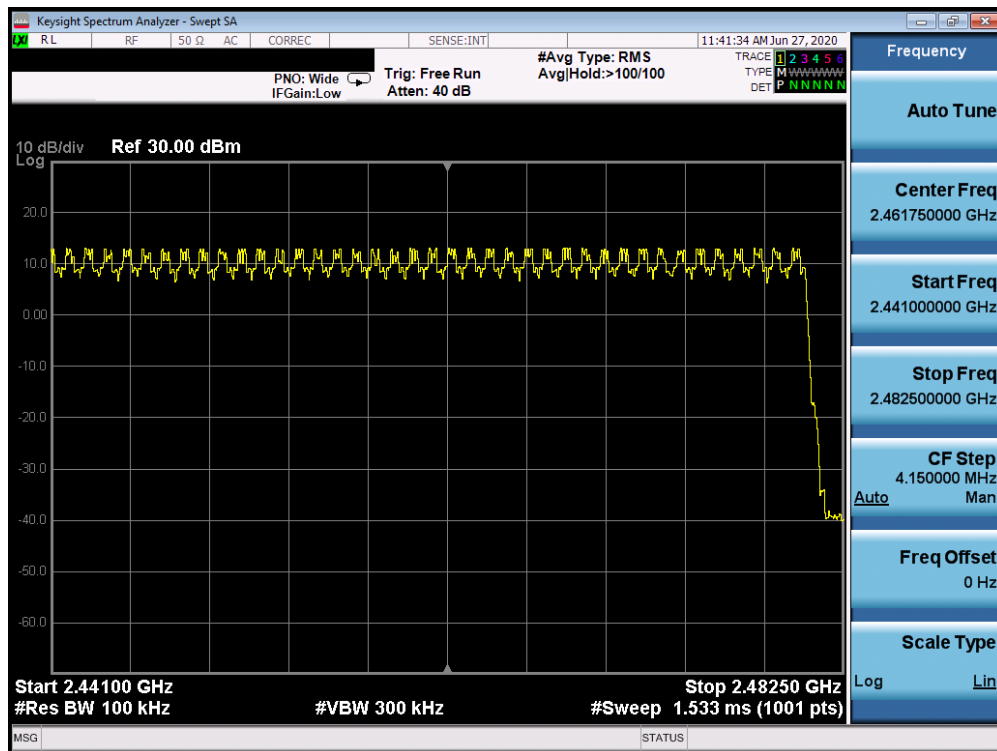 Keysight Spectrum Analyzer - Swept SA
LXI RL RF 50 Ω AC CORREC SENSE:INT 11:41:34 AM Jun 27, 2020
Frequency
#Avg Type: RMS
TRACE 1 2 3 4 5 6
PNO: Wide
Trig: Free Run
Avg|Hold:>100/100
TYPE M WWWWW
IFGain:Low
Atten: 40 dB
DET P N N N N N
Auto Tune
10 dB/div Ref 30.00 dBm
Log
20.0
10.0
0.00
-10.0
-20.0
-30.0
-40.0
-50.0
-60.0
Center Freq
2.461750000 GHz
Start Freq
2.441000000 GHz
Stop Freq
2.482500000 GHz
CF Step
4.150000 MHz
Auto Man
Freq Offset
0 Hz
Scale Type
Log Lin
Start 2.44100 GHz Stop 2.48250 GHz
#Res BW 100 kHz #VBW 300 kHz #Sweep 1.533 ms (1001 pts)
MSG STATUS